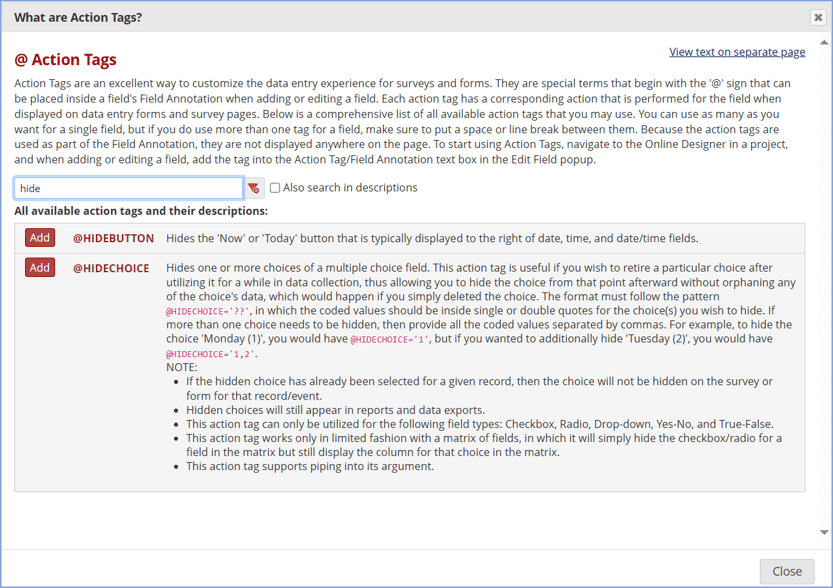 What are Action Tags?
View text on separate page
@ Action Tags
Action Tags are an excellent way to customize the data entry experience for surveys and forms. They are special terms that begin with the '@' sign that can
be placed inside a field's Field Annotation when adding or editing a field. Each action tag has a corresponding action that is performed for the field when
displayed on data entry forms and survey pages. Below is a comprehensive list of all available action tags that you may use. You can use as many as you
want for a single field, but if you do use more than one tag for a field, make sure to put a space or line break between them. Because the action tags are
used as part of the Field Annotation, they are not displayed anywhere on the page. To start using Action Tags, navigate to the Online Designer in a project,
and when adding or editing a field, add the tag into the Action Tag/Field Annotation text box in the Edit Field popup.
hide Also search in descriptions
All available action tags and their descriptions:
Add @HIDEBUTTON Hides the 'Now' or 'Today' button that is typically displayed to the right of date, time, and date/time fields.
Add @HIDECHOICE Hides one or more choices of a multiple choice field. This action tag is useful if you wish to retire a particular choice after
utilizing it for a while in data collection, thus allowing you to hide the choice from that point afterward without orphaning any
of the choice's data, which would happen if you simply deleted the choice. The format must follow the pattern
@HIDECHOICE='??', in which the coded values should be inside single or double quotes for the choice(s) you wish to hide. If
more than one choice needs to be hidden, then provide all the coded values separated by commas. For example, to hide the
choice 'Monday (1)', you would have @HIDECHOICE='1', but if you wanted to additionally hide 'Tuesday (2)', you would have
@HIDECHOICE='1,2'.
NOTE:
• If the hidden choice has already been selected for a given record, then the choice will not be hidden on the survey or
form for that record/event.
• Hidden choices will still appear in reports and data exports.
• This action tag can only be utilized for the following field types: Checkbox, Radio, Drop-down, Yes-No, and True-False.
• This action tag works only in limited fashion with a matrix of fields, in which it will simply hide the checkbox/radio for a
field in the matrix but still display the column for that choice in the matrix.
• This action tag supports piping into its argument.
Close